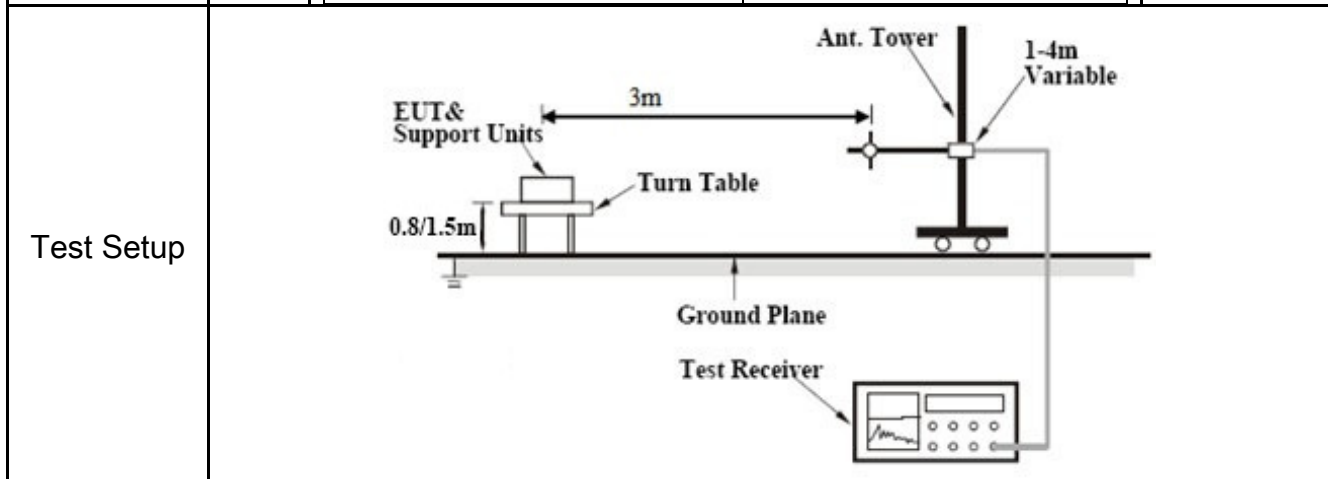 Test Setup
Ant. Tower
1-4m
Variable
3m
EUT&
Support Units
Turn Table
0.8/1.5m
Ground Plane
Test Receiver